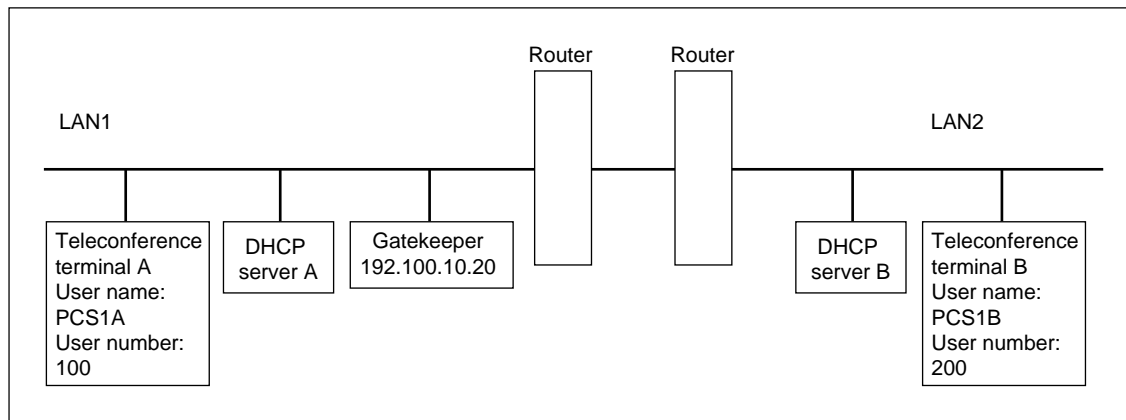 Router
Router
LAN1
LAN2
Teleconference
terminal A
User name:
PCS1A
User number:
100
DHCP
server A
Gatekeeper
192.100.10.20
DHCP
server B
Teleconference
terminal B
User name:
PCS1B
User number:
200